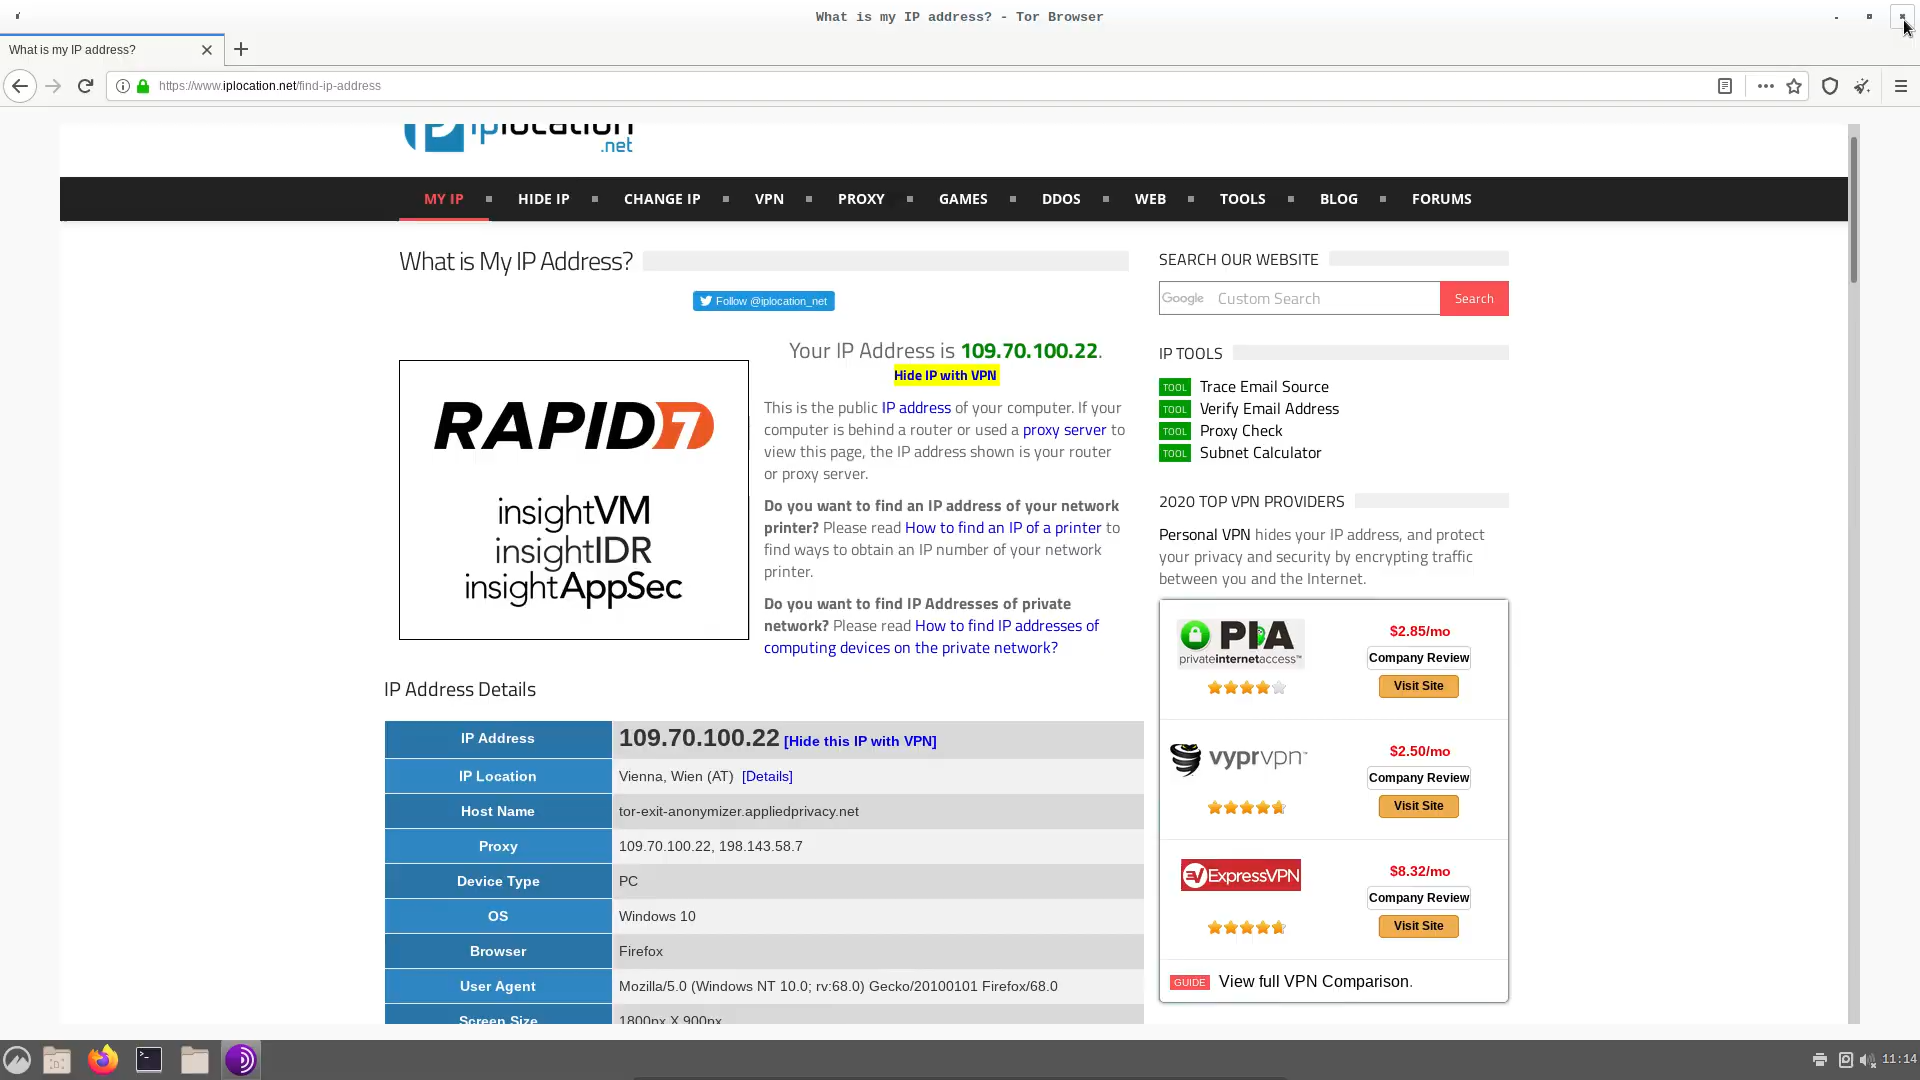 What is my IP address? - Tor Browser
What is my IP address?
https://www.iplocation.net/find-ip-address
iplocation
.net
MY IP
HIDE IP
CHANGE IP
VPN
PROXY
GAMES
DDOS
WEB
TOOLS
BLOG
FORUMS
What is My IP Address?
Follow @iplocation_net
RAPID7
insightVM
insightIDR
insightAppSec
Your IP Address is 109.70.100.22.
Hide IP with VPN
This is the public IP address of your computer. If your
computer is behind a router or used a proxy server to
view this page, the IP address shown is your router
or proxy server.
Do you want to find an IP address of your network
printer? Please read How to find an IP of a printer to
find ways to obtain an IP number of your network
printer.
Do you want to find IP Addresses of private
network? Please read How to find IP addresses of
computing devices on the private network?
IP Address Details
IP Address 109.70.100.22 [Hide this IP with VPN]
IP Location Vienna, Wien (AT) [Details]
Host Name tor-exit-anonymizer.appliedprivacy.net
Proxy 109.70.100.22, 198.143.58.7
Device Type PC
OS Windows 10
Browser Firefox
User Agent Mozilla/5.0 (Windows NT 10.0; rv:68.0) Gecko/20100101 Firefox/68.0
Screen Size 1800px X 900px
SEARCH OUR WEBSITE
Google Custom Search Search
IP TOOLS
TOOL Trace Email Source
TOOL Verify Email Address
TOOL Proxy Check
TOOL Subnet Calculator
2020 TOP VPN PROVIDERS
Personal VPN hides your IP address, and protect
your privacy and security by encrypting traffic
between you and the Internet.
PIA
privateinternetaccess™
$2.85/mo
Company Review
Visit Site
vyprvpn™
$2.50/mo
Company Review
Visit Site
ExpressVPN
$8.32/mo
Company Review
Visit Site
GUIDE View full VPN Comparison.
11:14